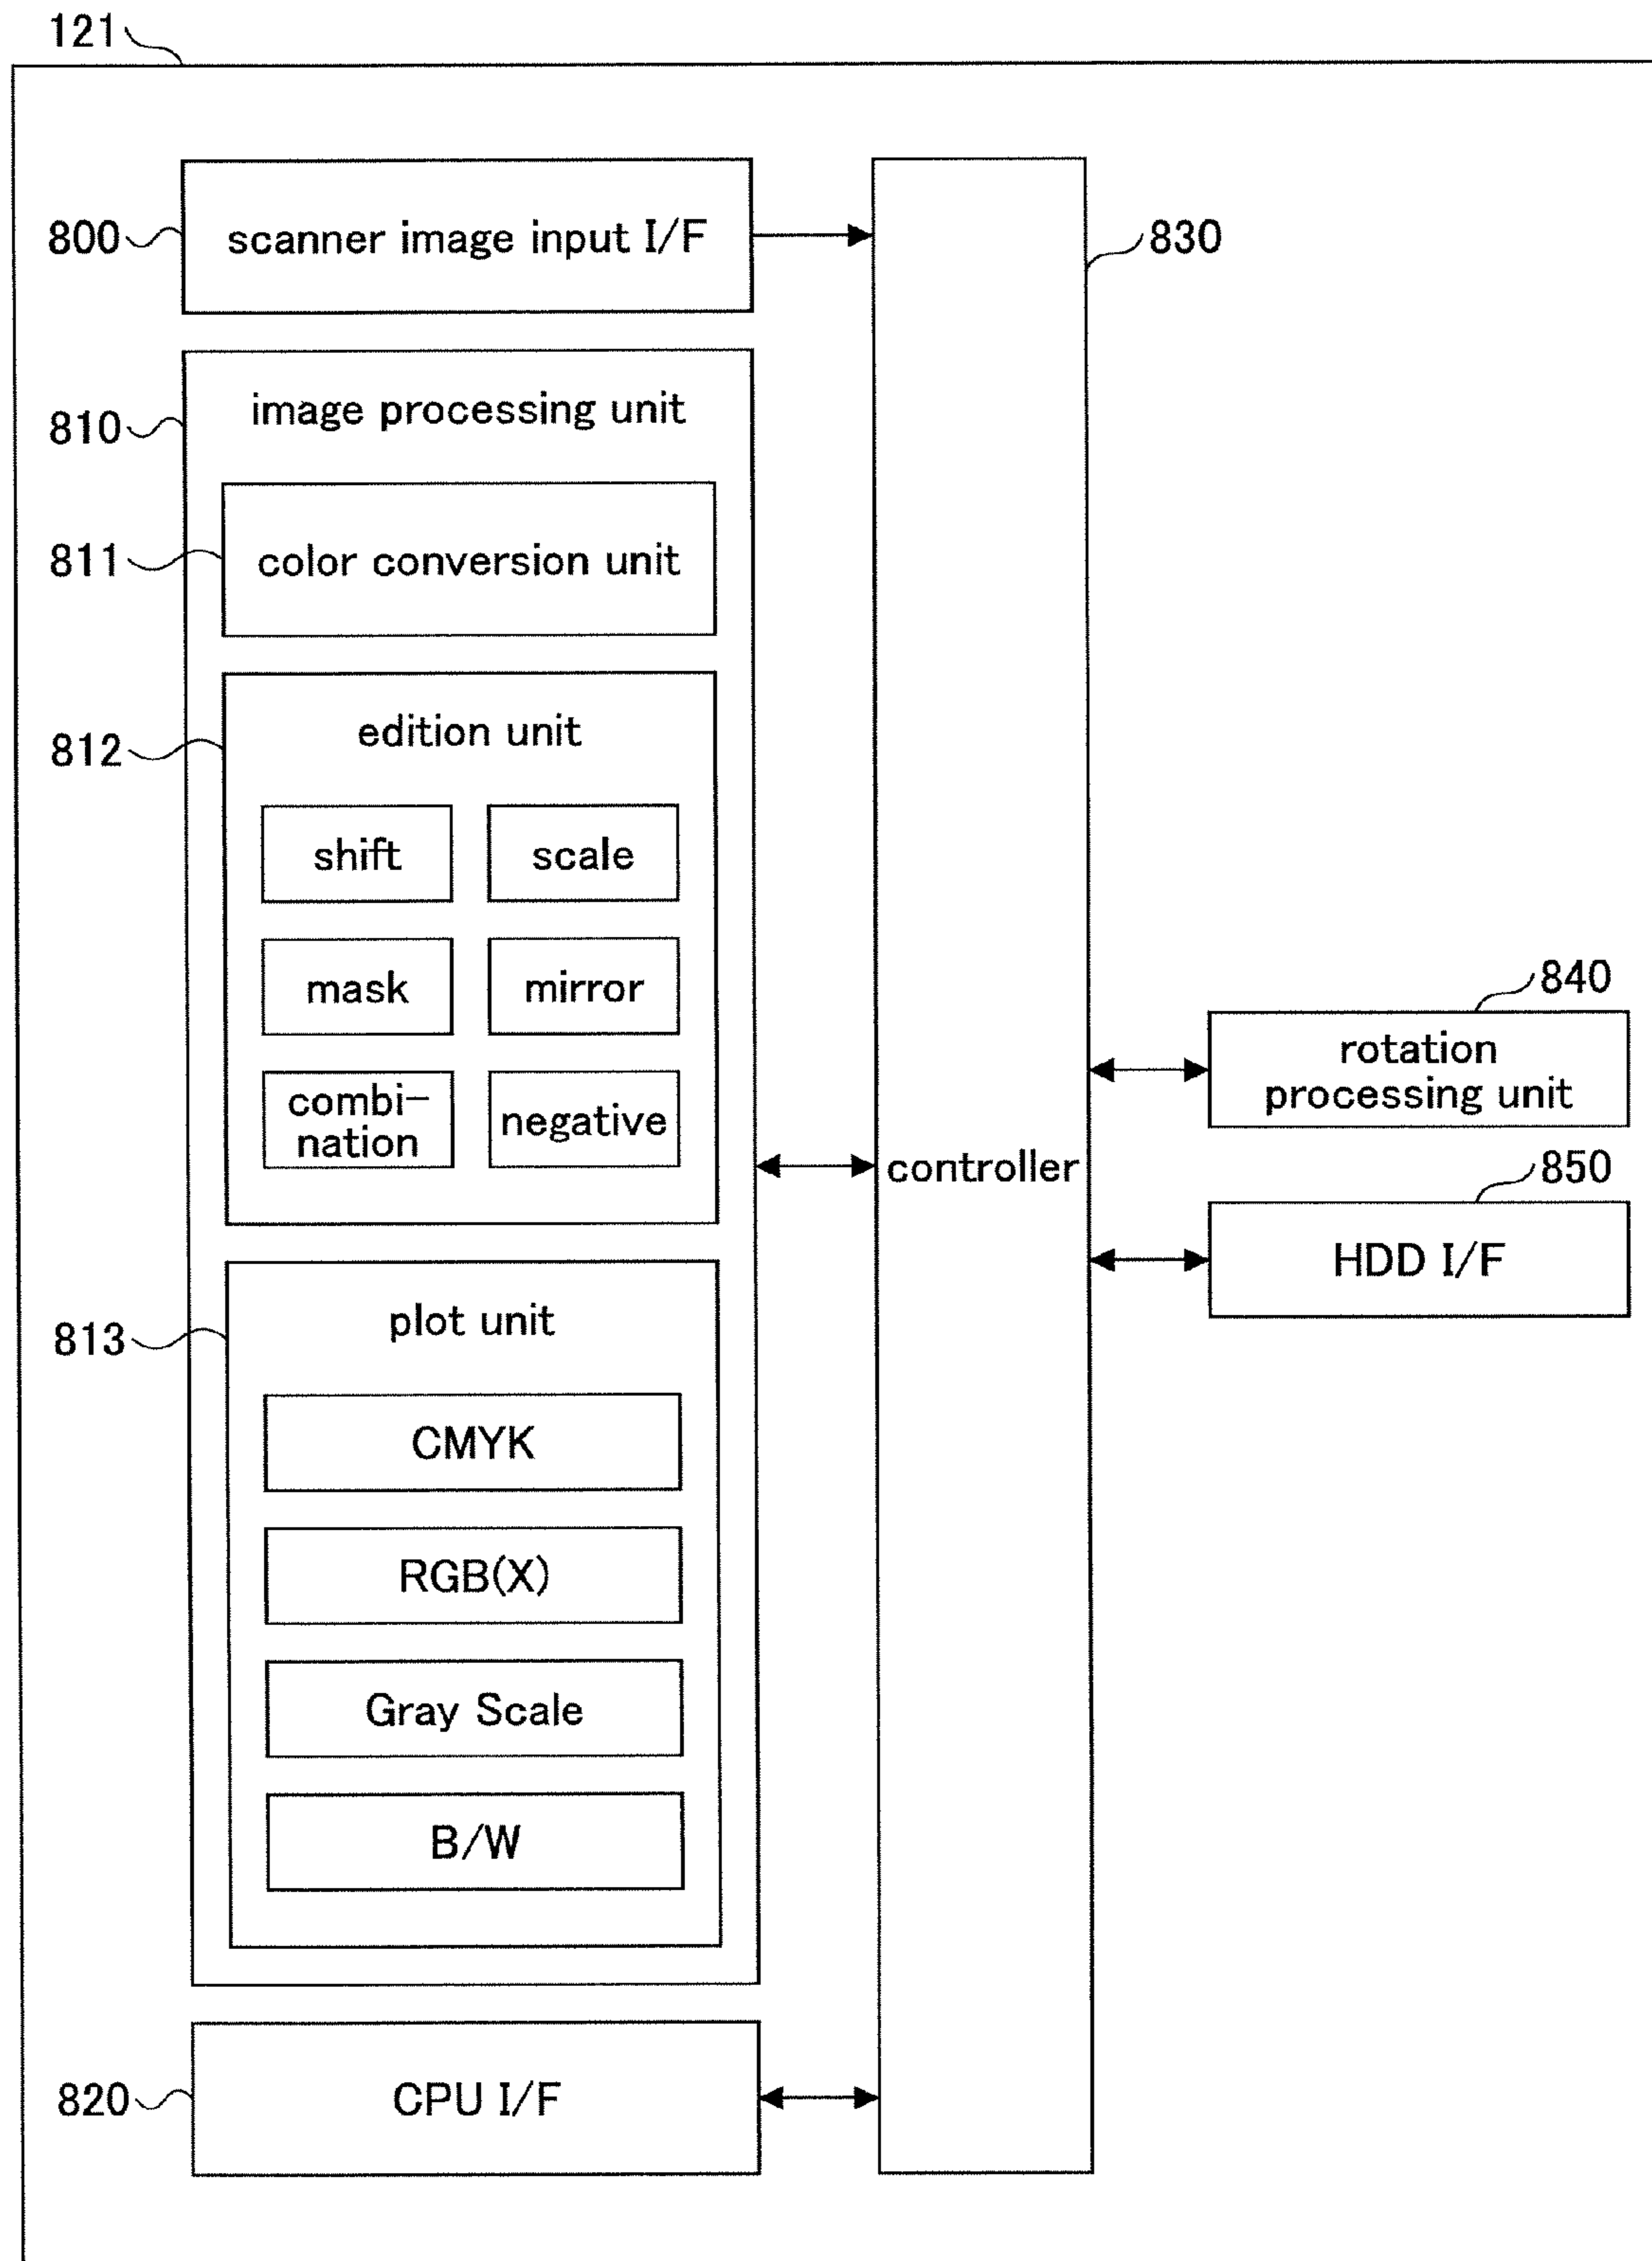 121
800
scanner image input I/F
830
810
image processing unit
811
color conversion unit
812
edition unit
shift
scale
mask
mirror
combi-
nation
negative
controller
840
rotation
processing unit
850
HDD I/F
813
plot unit
CMYK
RGB(X)
Gray Scale
B/W
820
CPU I/F